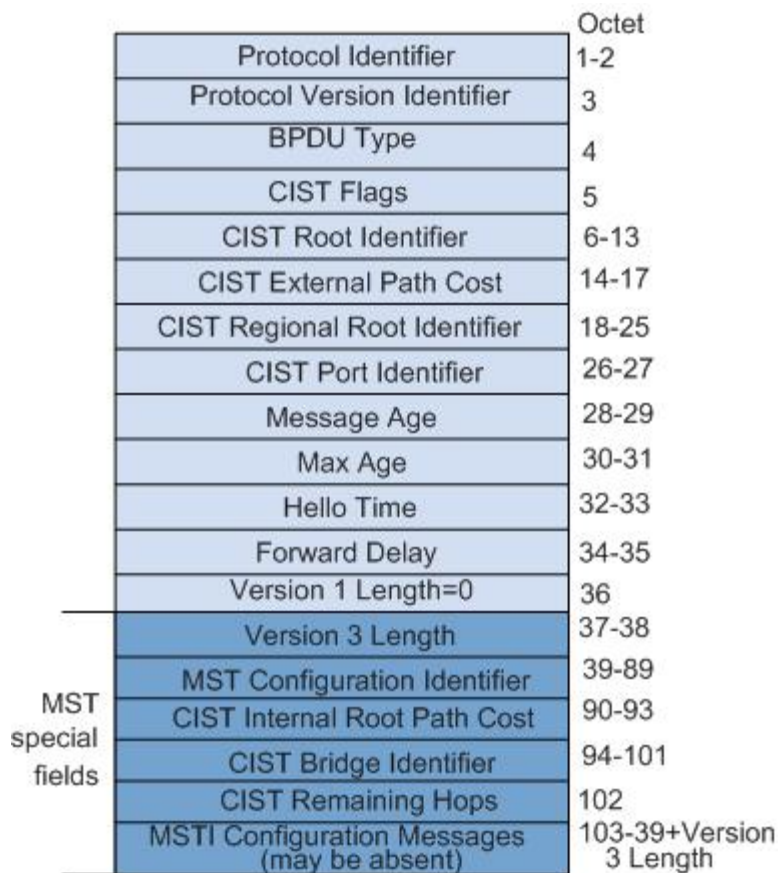 Octet
Protocol Identifier 1-2
Protocol Version Identifier 3
BPDU Type 4
CIST Flags 5
CIST Root Identifier 6-13
CIST External Path Cost 14-17
CIST Regional Root Identifier 18-25
CIST Port Identifier 26-27
Message Age 28-29
Max Age 30-31
Hello Time 32-33
Forward Delay 34-35
Version 1 Length=0 36
Version 3 Length 37-38
MST Configuration Identifier 39-89
CIST Internal Root Path Cost 90-93
CIST Bridge Identifier 94-101
CIST Remaining Hops 102
MSTI Configuration Messages 103-39+Version
(may be absent) 3 Length
MST
special
fields